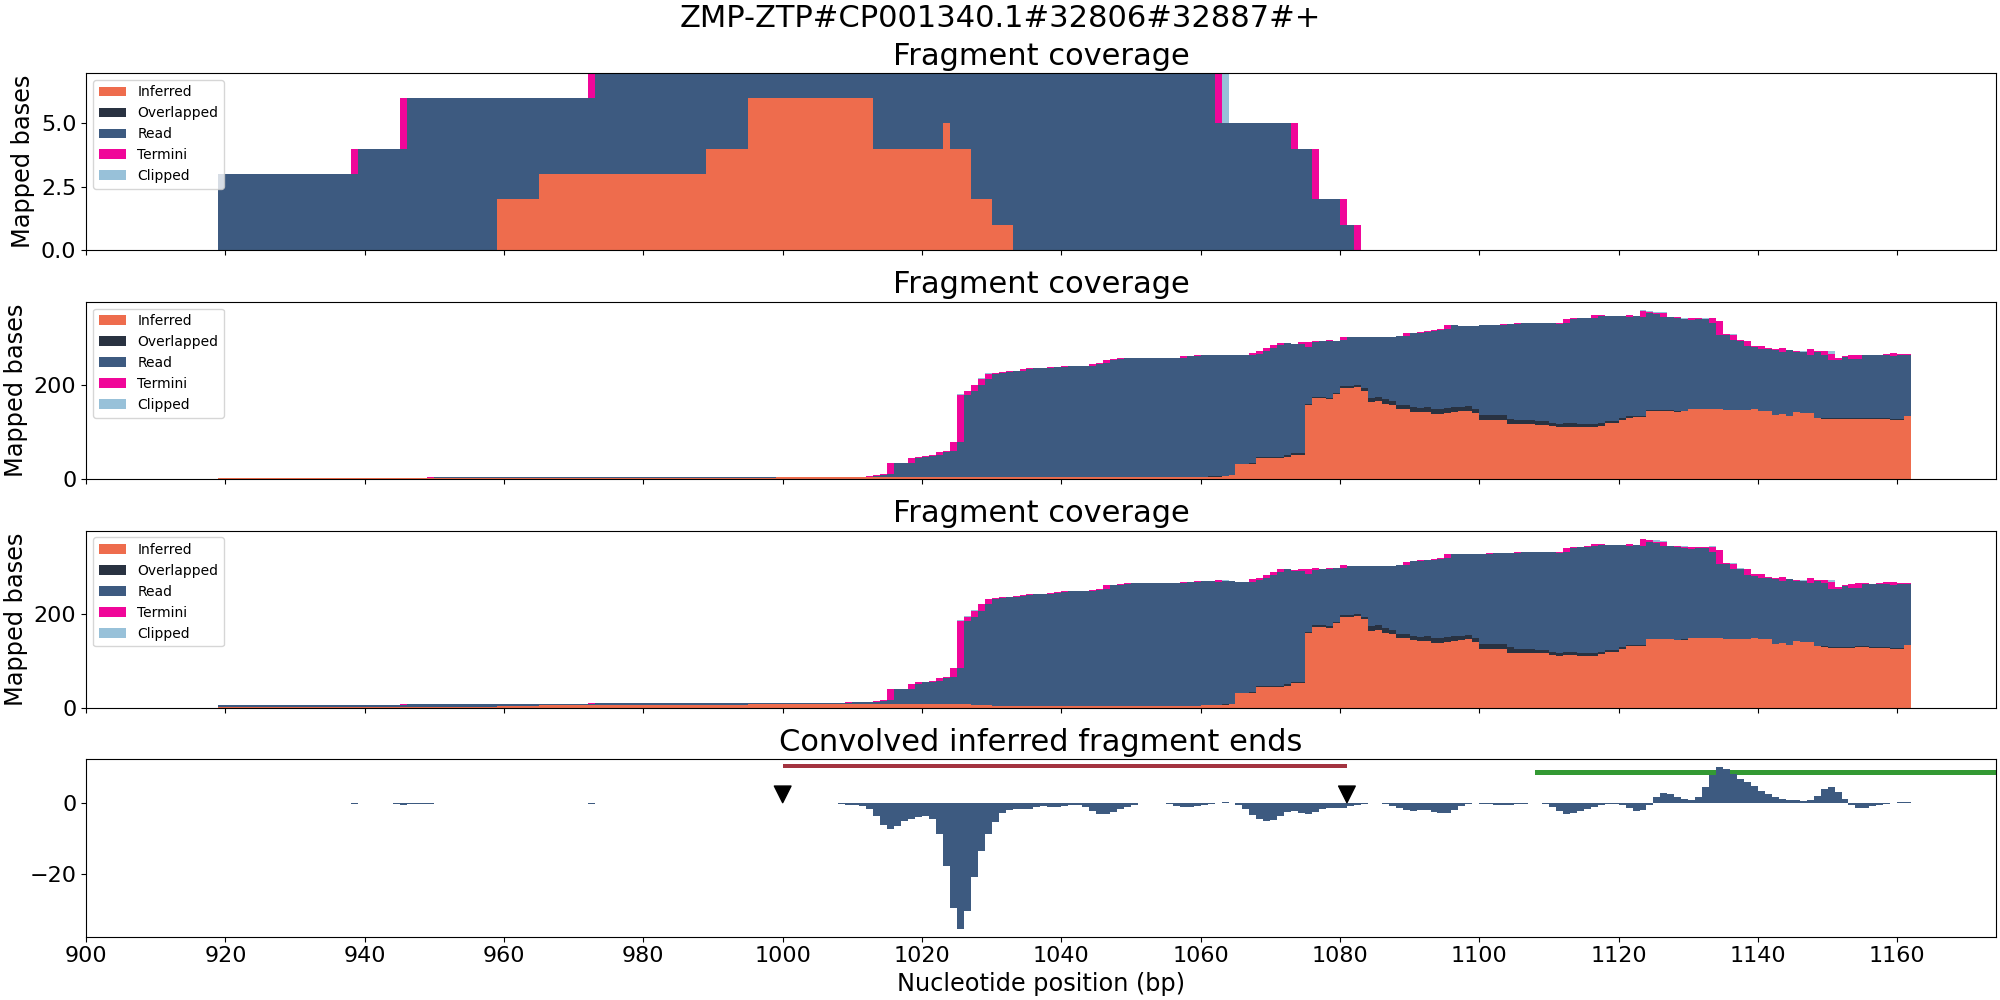 ZMP-ZTP#CP001340.1#32806#32887#+
Fragment coverage
Mapped bases
5.0
2.5
0.0
Inferred
Overlapped
Read
Termini
Clipped
Fragment coverage
Mapped bases
200
0
Inferred
Overlapped
Read
Termini
Clipped
Fragment coverage
Mapped bases
200
0
Inferred
Overlapped
Read
Termini
Clipped
Convolved inferred fragment ends
0
−20
900 920 940 960 980 1000 1020 1040 1060 1080 1100 1120 1140 1160
Nucleotide position (bp)